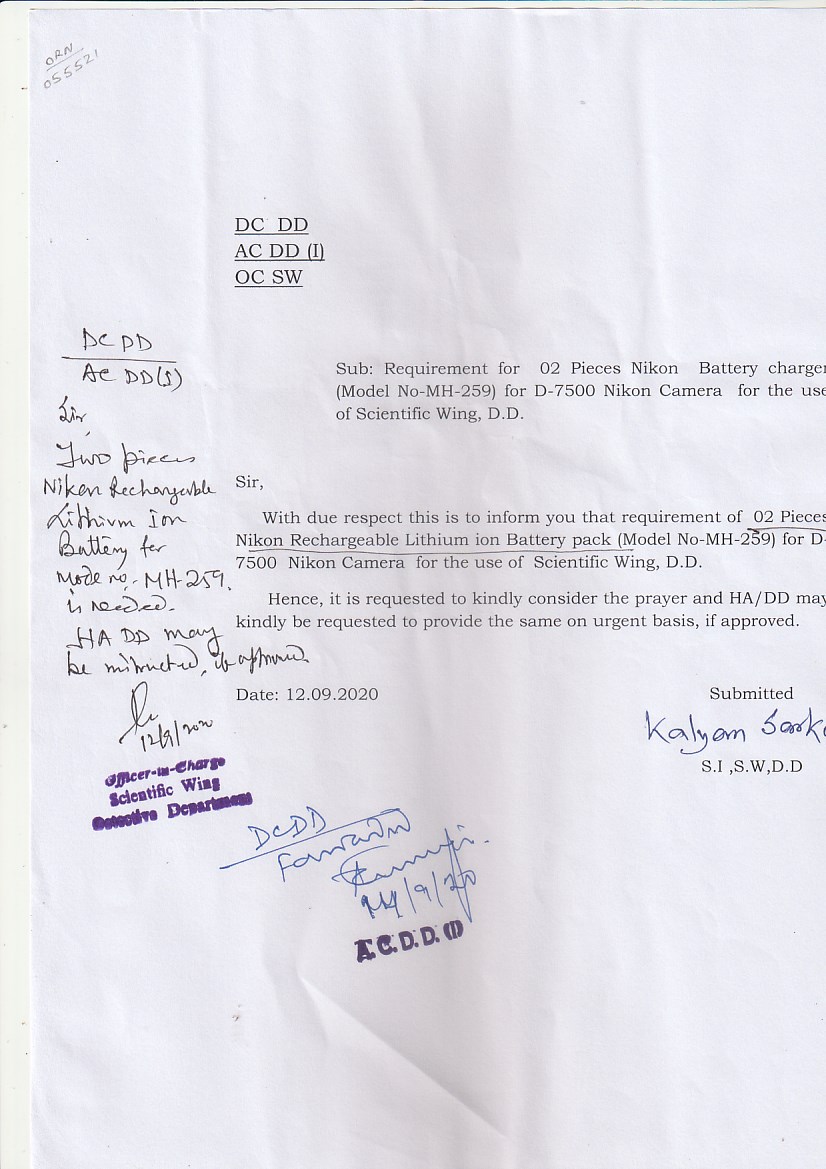 ORN
055521
DC DD
AC DD (I)
OC SW
DC DD
AC DD(I)
Sub: Requirement for 02 Pieces Nikon Battery charger
(Model No-MH-259) for D-7500 Nikon Camera for the use
of Scientific Wing, D.D.
Sir,
Two pieces
Nikon Rechargeable
Lithium Ion
Battery for
Mode no,- MH-259,
is needed.
HA DD may
be instructed, if approved.
12/9/2020
Officer-in-Charge
Scientific Wing
Detective Department
Sir,
With due respect this is to inform you that requirement of 02 Pieces
Nikon Rechargeable Lithium ion Battery pack (Model No-MH-259) for D-
7500 Nikon Camera for the use of Scientific Wing, D.D.
Hence, it is requested to kindly consider the prayer and HA/DD may
kindly be requested to provide the same on urgent basis, if approved.
Date: 12.09.2020
Submitted
Kalyan Sark
S.I ,S.W,D.D
DCDD
14/9/20
A.C.D.D.(I)